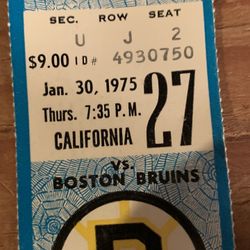 SEC. ROW SEAT
U J 2
$9.00 ID# 4930750
Jan. 30, 1975
Thurs. 7:35 P.M.
27
CALIFORNIA
VS.
BOSTON BRUINS
B